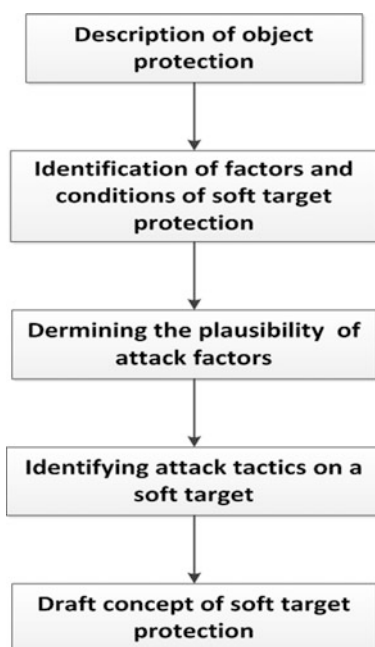 Description of object
protection
Identification of factors and
conditions of soft target
protection
Dermining the plausibility of
attack factors
Identifying attack tactics on a
soft target
Draft concept of soft target
protection